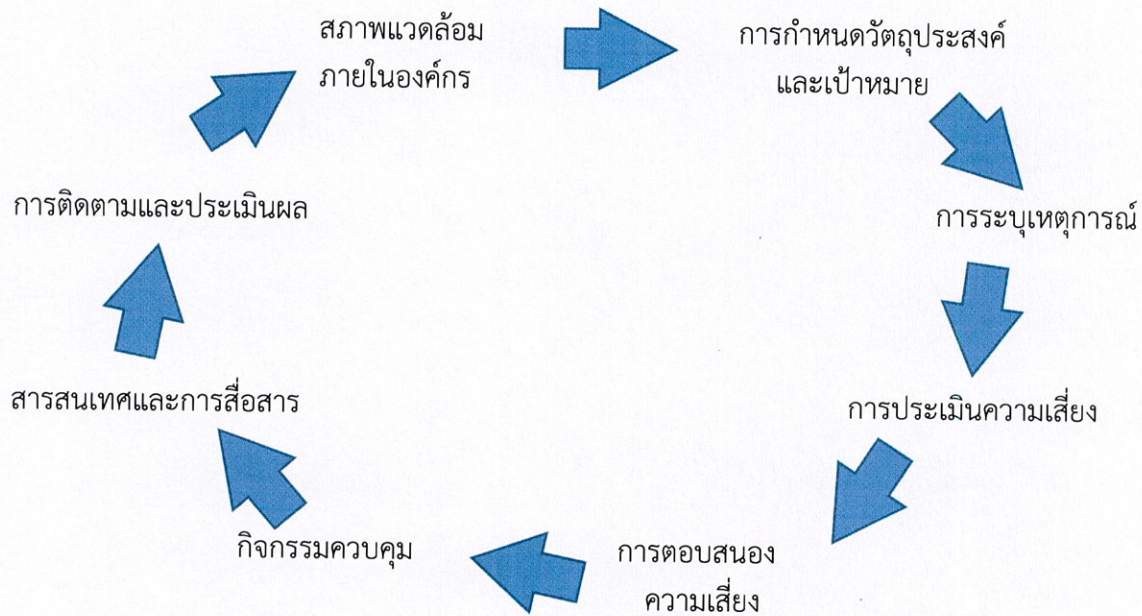 สภาพแวดล้อม
ภายในองค์กร
การกำหนดวัตถุประสงค์
และเป้าหมาย
การระบุเหตุการณ์
การประเมินความเสี่ยง
การตอบสนอง
ความเสี่ยง
กิจกรรมควบคุม
สารสนเทศและการสื่อสาร
การติดตามและประเมินผล